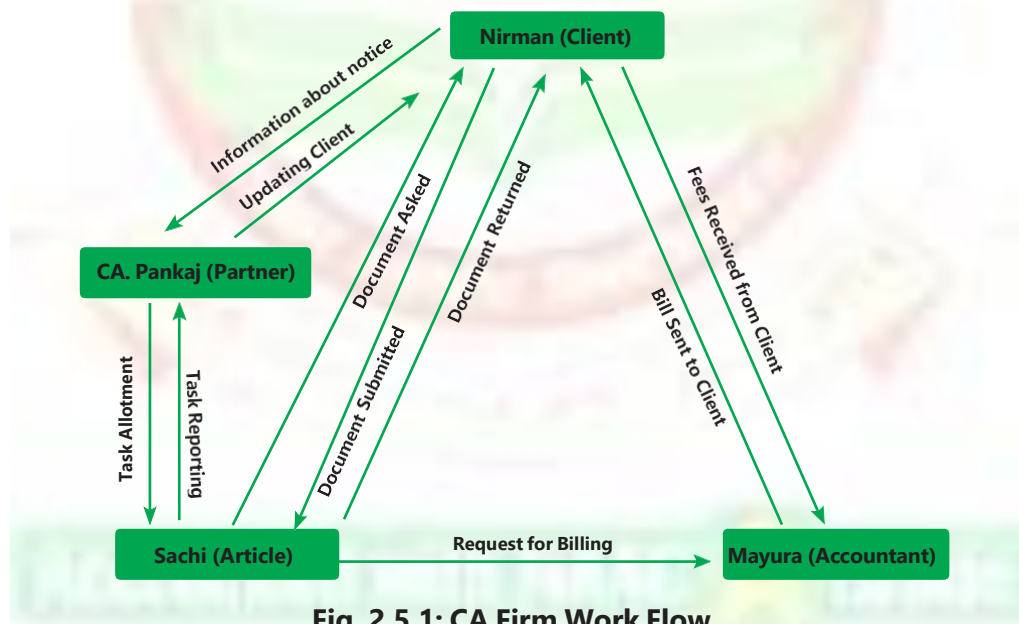 Nirman (Client)
Information about notice
Updating Client
Document Asked
Document Returned
Fees Received from Client
CA. Pankaj (Partner)
Document Submitted
Bill Sent to Client
Task Allotment
Task Reporting
Sachi (Article)
Request for Billing
Mayura (Accountant)
Fig. 2.5.1: CA Firm Work Flow